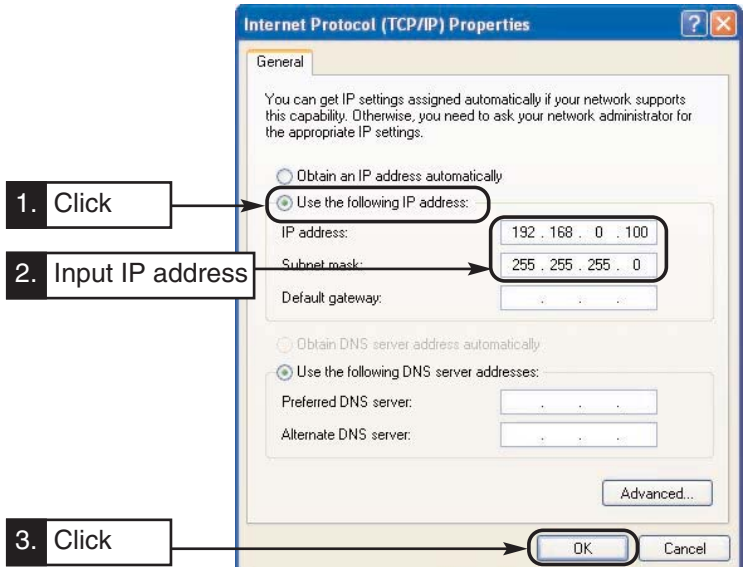 Internet Protocol (TCP/IP) Properties
General
You can get IP settings assigned automatically if your network supports
this capability. Otherwise, you need to ask your network administrator for
the appropriate IP settings.
Obtain an IP address automatically
1. Click
Use the following IP address:
IP address: 192 . 168 . 0 . 100
2. Input IP address
Subnet mask: 255 . 255 . 255 . 0
Default gateway: . . .
Obtain DNS server address automatically
Use the following DNS server addresses:
Preferred DNS server: . . .
Alternate DNS server: . . .
Advanced...
3. Click
OK Cancel